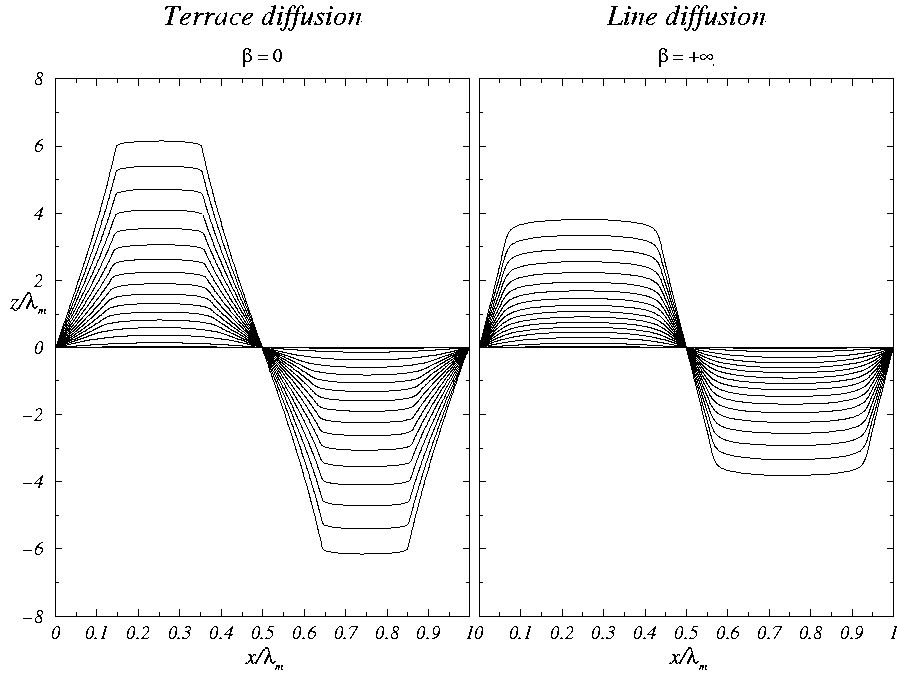 Terrace diffusion Line diffusion
β = 0 β = +∞
8
6
4
2
z/λm
0
−2
−4
−6
−8
0 0.1 0.2 0.3 0.4 0.5 0.6 0.7 0.8 0.9 1 0 0.1 0.2 0.3 0.4 0.5 0.6 0.7 0.8 0.9 1
x/λm x/λm